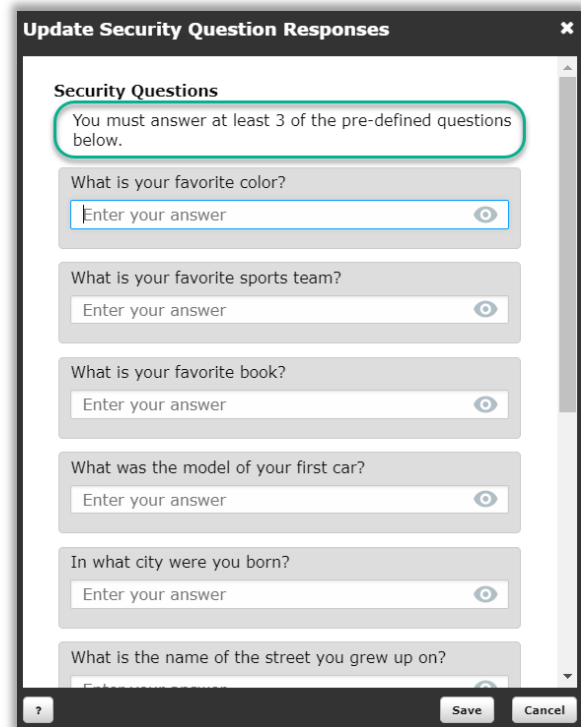 Update Security Question Responses ✖
Security Questions
You must answer at least 3 of the pre-defined questions
below.
What is your favorite color?
Enter your answer
What is your favorite sports team?
Enter your answer
What is your favorite book?
Enter your answer
What was the model of your first car?
Enter your answer
In what city were you born?
Enter your answer
What is the name of the street you grew up on?
Enter your answer
? Save Cancel